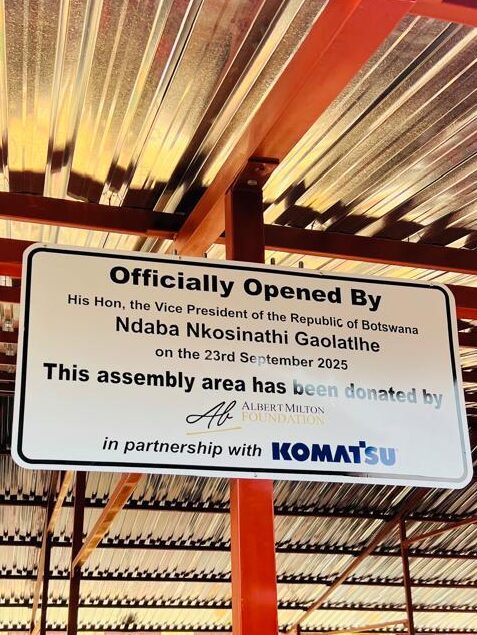 Officially Opened By
His Hon, the Vice President of the Republic of Botswana
Ndaba Nkosinathi Gaolatlhe
on the 23rd September 2025
This assembly area has been donated by
Ab ALBERT MILTON
FOUNDATION
in partnership with KOMATSU